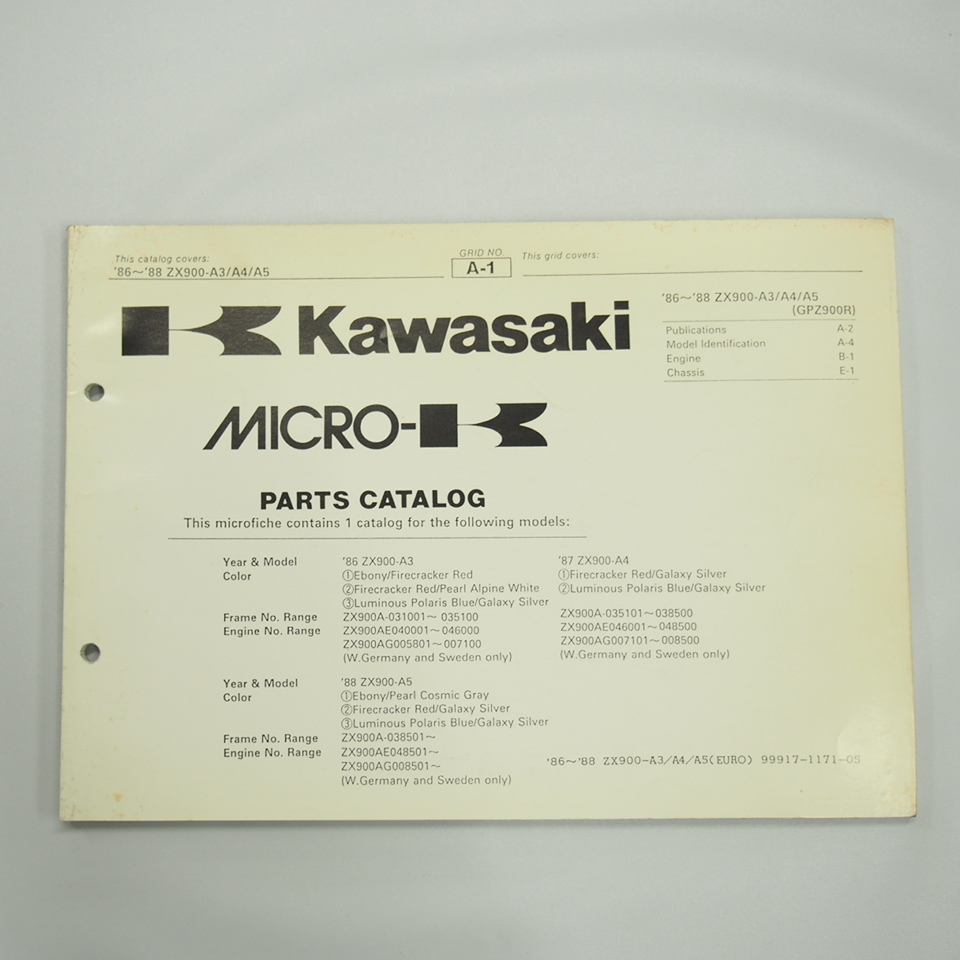 This catalog covers:
'86～'88 ZX900-A3/A4/A5
GRID NO.
A-1
This grid covers:
'86～'88 ZX900-A3/A4/A5
(GPZ900R)
Publications A-2
Model Identification A-4
Engine B-1
Chassis E-1
Kawasaki
MICRO-K
PARTS CATALOG
This microfiche contains 1 catalog for the following models:
Year & Model '86 ZX900-A3 '87 ZX900-A4
Color ①Ebony/Firecracker Red ①Firecracker Red/Galaxy Silver
②Firecracker Red/Pearl Alpine White ②Luminous Polaris Blue/Galaxy Silver
③Luminous Polaris Blue/Galaxy Silver
Frame No. Range ZX900A-031001～035100 ZX900A-035101～038500
Engine No. Range ZX900AE040001～046000 ZX900AE046001～048500
ZX900AG005801～007100 ZX900AG007101～008500
(W.Germany and Sweden only) (W.Germany and Sweden only)
Year & Model '88 ZX900-A5
Color ①Ebony/Pearl Cosmic Gray
②Firecracker Red/Galaxy Silver
③Luminous Polaris Blue/Galaxy Silver
Frame No. Range ZX900A-038501～
Engine No. Range ZX900AE048501～
ZX900AG008501～
(W.Germany and Sweden only)
'86～'88 ZX900-A3/A4/A5(EURO) 99917-1171-05